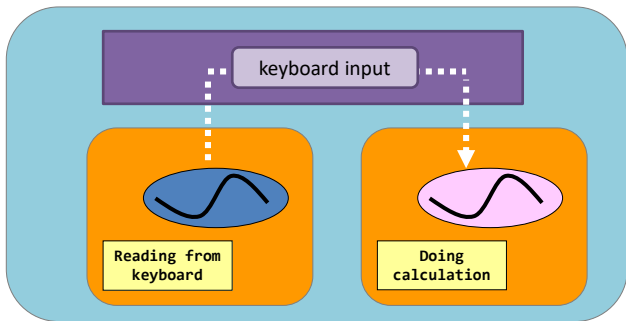 keyboard input
Reading from
keyboard
Doing
calculation